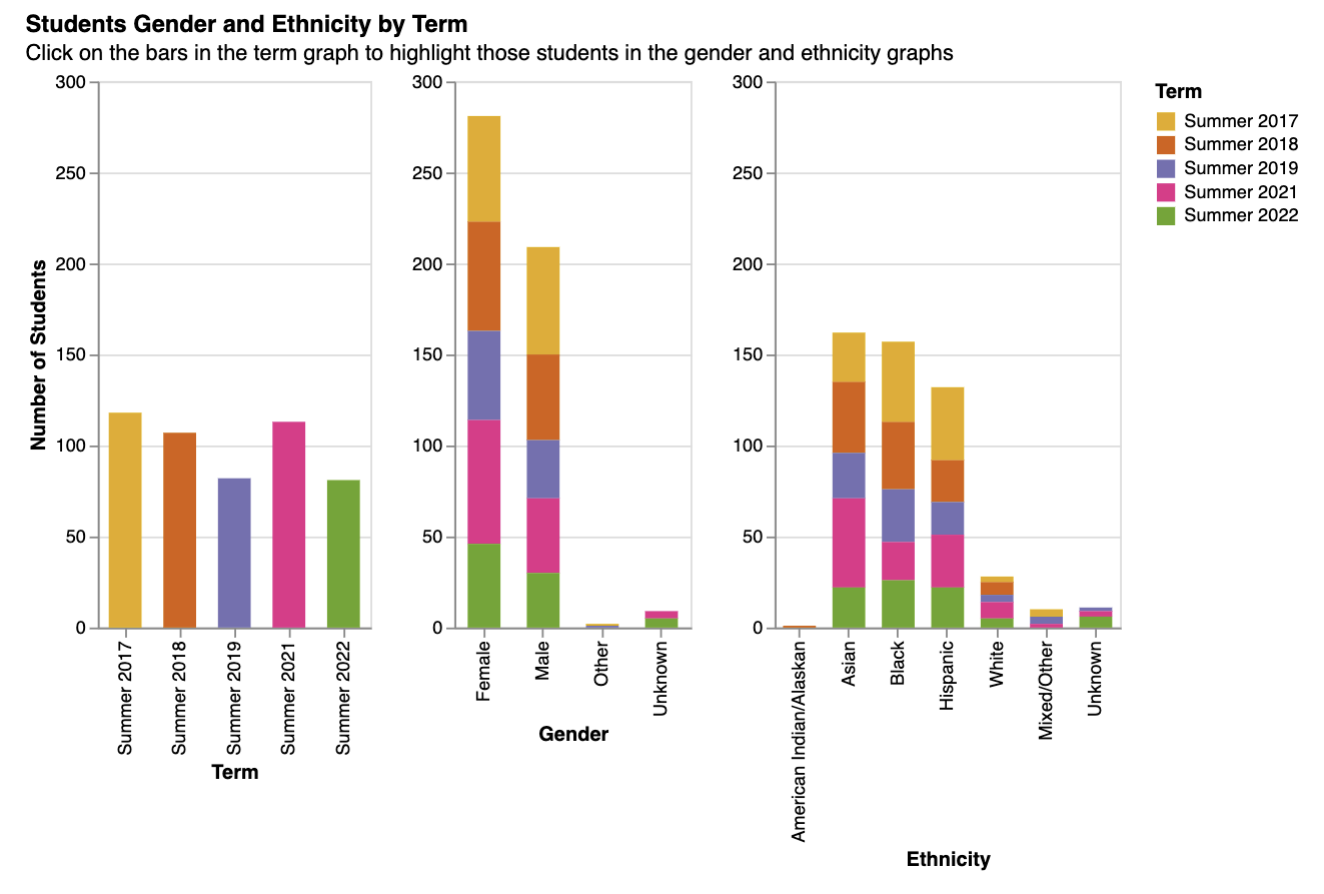 Students Gender and Ethnicity by Term
Click on the bars in the term graph to highlight those students in the gender and ethnicity graphs
Number of Students
300
250
200
150
100
50
0
Summer 2017
Summer 2018
Summer 2019
Summer 2021
Summer 2022
Term
300
250
200
150
100
50
0
Female
Male
Other
Unknown
Gender
300
250
200
150
100
50
0
American Indian/Alaskan
Asian
Black
Hispanic
White
Mixed/Other
Unknown
Ethnicity
Term
Summer 2017
Summer 2018
Summer 2019
Summer 2021
Summer 2022